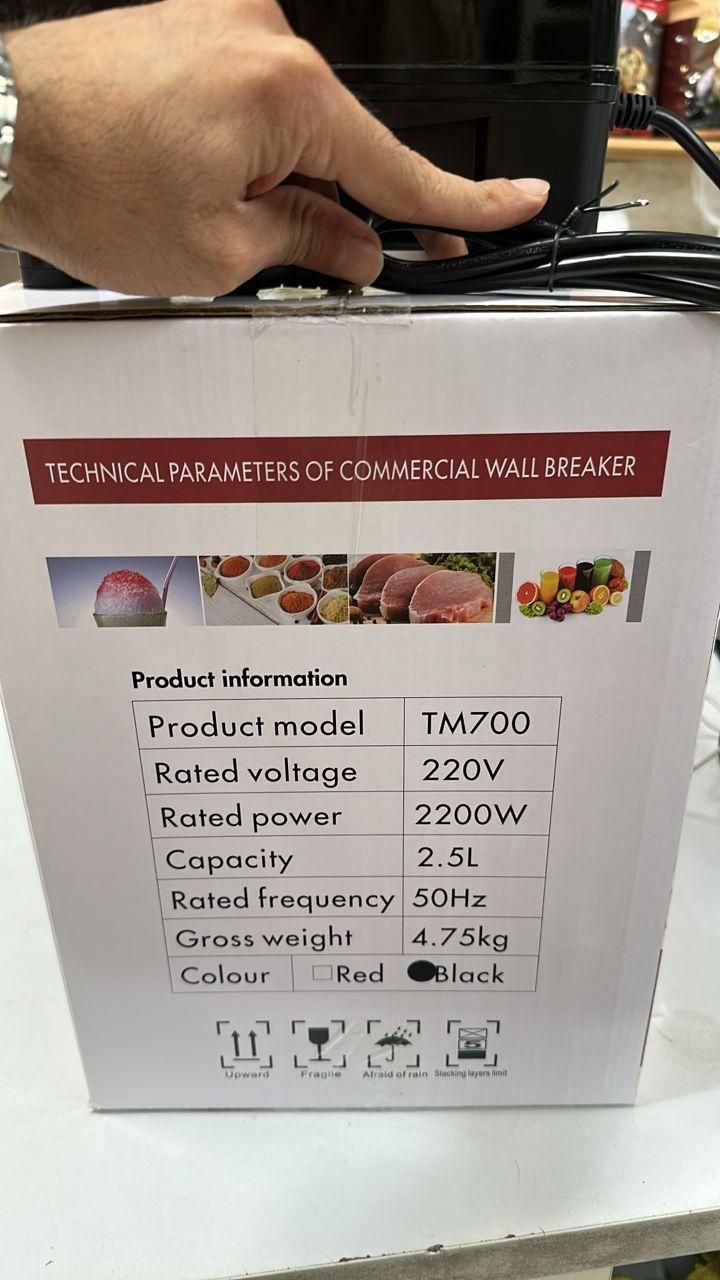 TECHNICAL PARAMETERS OF COMMERCIAL WALL BREAKER
Product information
Product model TM700
Rated voltage 220V
Rated power 2200W
Capacity 2.5L
Rated frequency 50Hz
Gross weight 4.75kg
Colour Red Black
5
Upward Fragile Afraid of rain Stacking layers limit